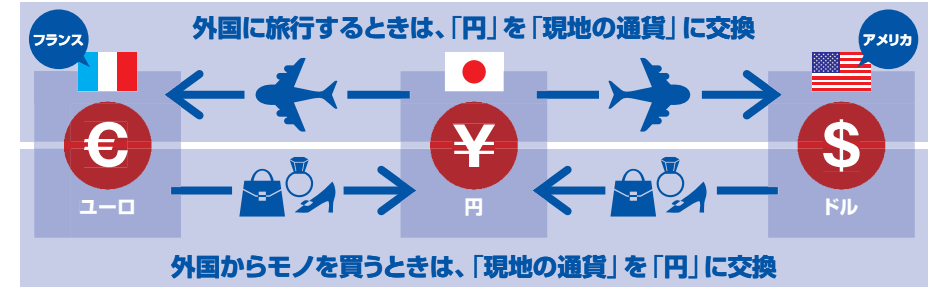 外国に旅行するときは、「円」を「現地の通貨」に交換
フランス
アメリカ
€
¥
$
ユーロ
円
ドル
外国からモノを買うときは、「現地の通貨」を「円」に交換